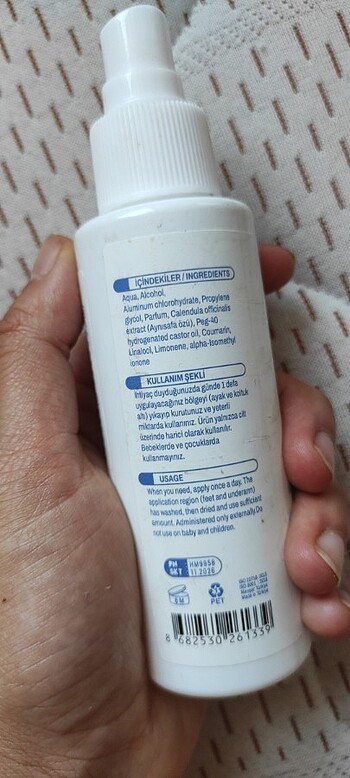 İÇİNDEKİLER / INGREDIENTS
Aqua, Alcohol,
Aluminum chlorohydrate, Propylene
glycol, Parfum, Calendula officinalis
extract (Aynısafa özü), Peg-40
hydrogenated castor oil, Coumarin,
Linalool, Limonene, alpha-Isomethyl
ionone
KULLANIM ŞEKLİ
İhtiyaç duyduğunuzda günde 1 defa
uygulayacağınız bölgeyi (ayak ve koltuk
altı) yıkayıp kurutunuz ve yeterli
miktarda kullanınız. Ürün yalnızca cilt
üzerinde harici olarak kullanılır.
Bebeklerde ve çocuklarda
kullanmayınız.
USAGE
When you need, apply once a day. The
application region (feet and underarm)
has washed, then dried and use sufficient
amount. Administered only externally.Do
not use on baby and children.
PH HM9958
SKT 11.2026
6M
PET
8 682530 261339